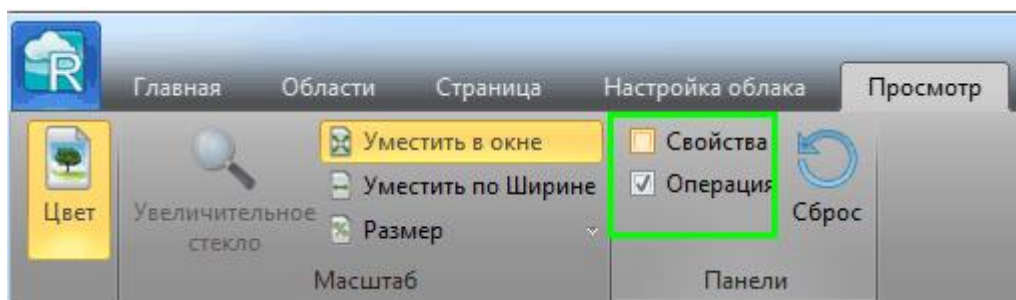 R
Главная Области Страница Настройка облака Просмотр
Уместить в окне Свойства
Уместить по Ширине Операция
Цвет Увеличительное стекло Размер Сброс
Масштаб Панели